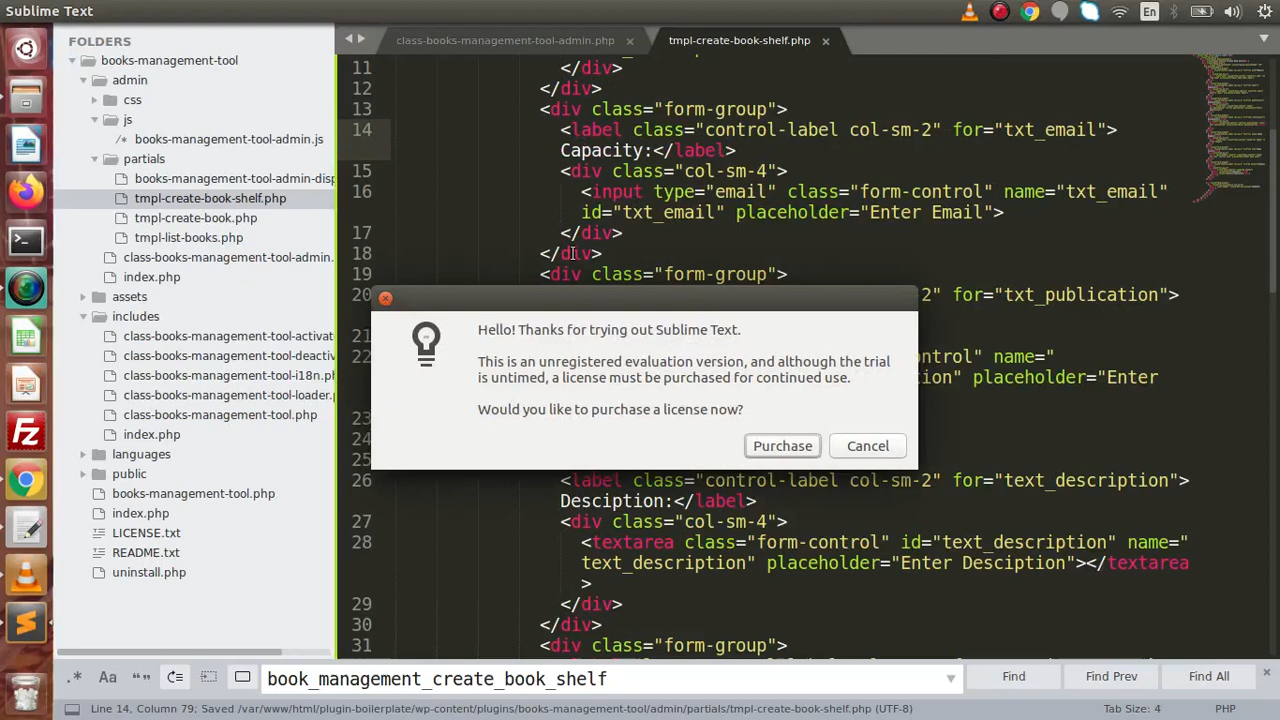 Sublime Text
En
FOLDERS
books-management-tool
admin
css
js
/* books-management-tool-admin.js
partials
books-management-tool-admin-disp
tmpl-create-book-shelf.php
tmpl-create-book.php
tmpl-list-books.php
class-books-management-tool-admin.
index.php
assets
includes
class-books-management-tool-activat
class-books-management-tool-deactiv
class-books-management-tool-i18n.ph
class-books-management-tool-loader.
class-books-management-tool.php
index.php
languages
public
books-management-tool.php
index.php
LICENSE.txt
README.txt
uninstall.php
class-books-management-tool-admin.php ×
tmpl-create-book-shelf.php ×
11 </div>
12 </div>
13 <div class="form-group">
14 <label class="control-label col-sm-2" for="txt_email">
Capacity:</label>
15 <div class="col-sm-4">
16 <input type="email" class="form-control" name="txt_email"
id="txt_email" placeholder="Enter Email">
17 </div>
18 </div>
19 <div class="form-group">
20 2" for="txt_publication">
21
22 ontrol" name="
ion" placeholder="Enter
23
24
25
26 <label class="control-label col-sm-2" for="text_description">
Desciption:</label>
27 <div class="col-sm-4">
28 <textarea class="form-control" id="text_description" name="
text_description" placeholder="Enter Desciption"></textarea
>
29 </div>
30 </div>
31 <div class="form-group">
Hello! Thanks for trying out Sublime Text.
This is an unregistered evaluation version, and although the trial
is untimed, a license must be purchased for continued use.
Would you like to purchase a license now?
Purchase Cancel
.* Aa “” book_management_create_book_shelf Find Find Prev Find All ×
Line 14, Column 79; Saved /var/www/html/plugin-boilerplate/wp-content/plugins/books-management-tool/admin/partials/tmpl-create-book-shelf.php (UTF-8) Tab Size: 4 PHP